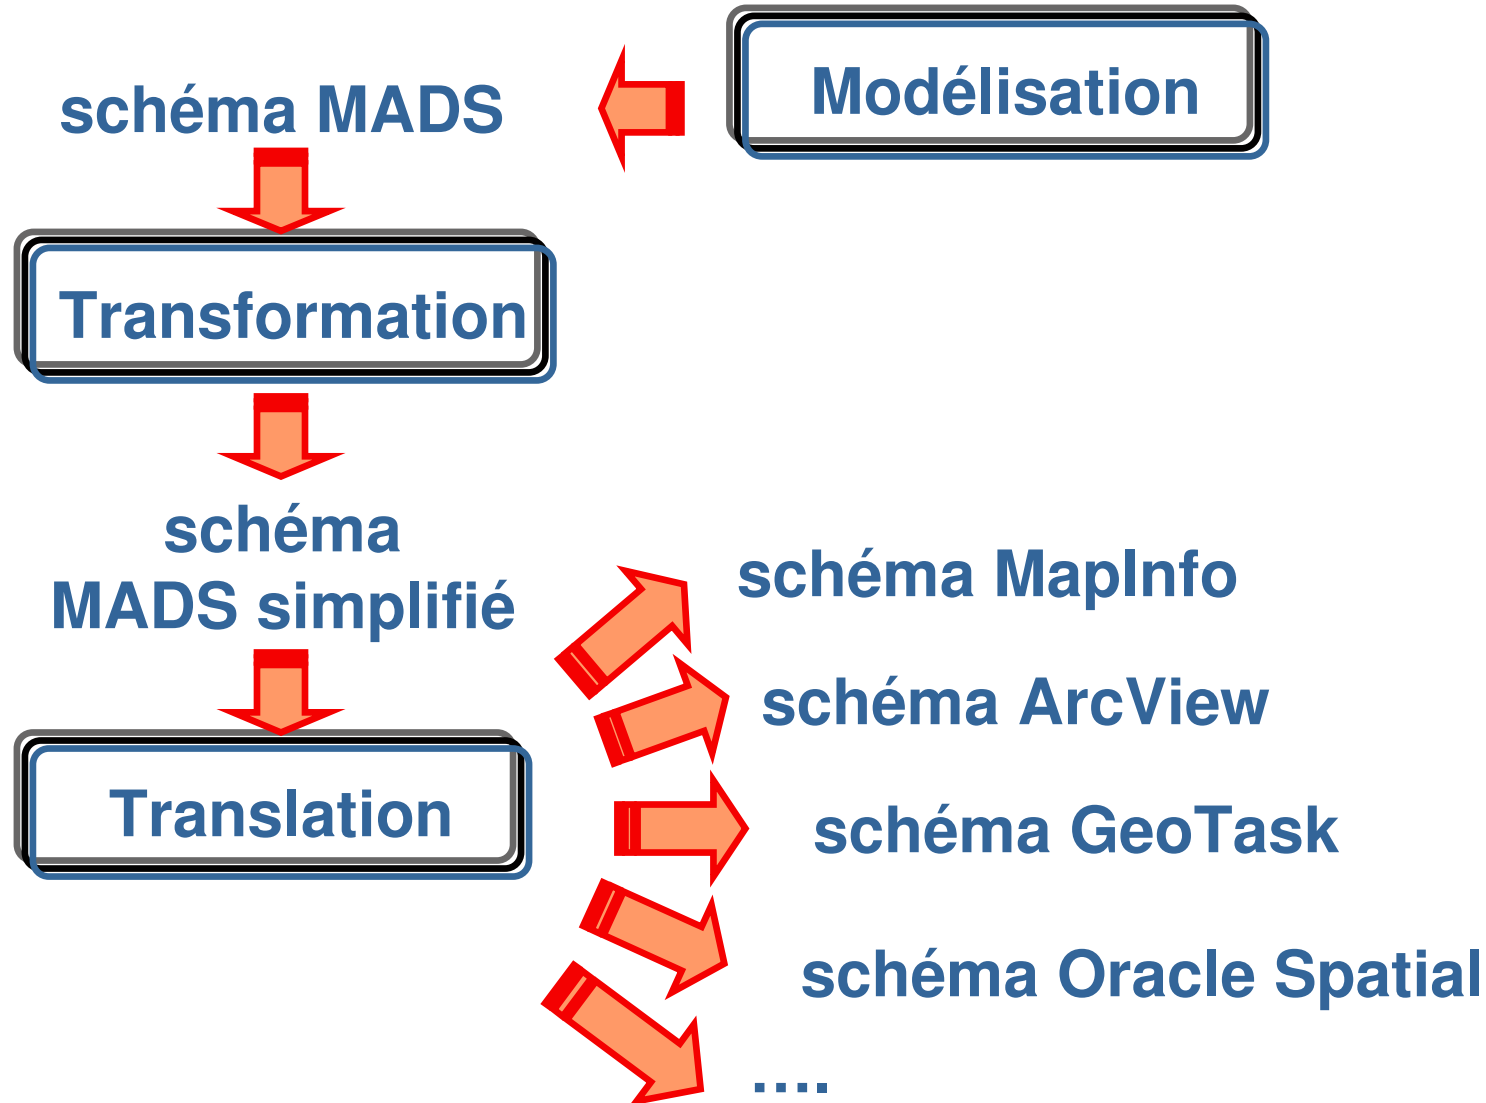 Modélisation
schéma MADS
Transformation
schéma
MADS simplifié
Translation
schéma MapInfo
schéma ArcView
schéma GeoTask
schéma Oracle Spatial
....